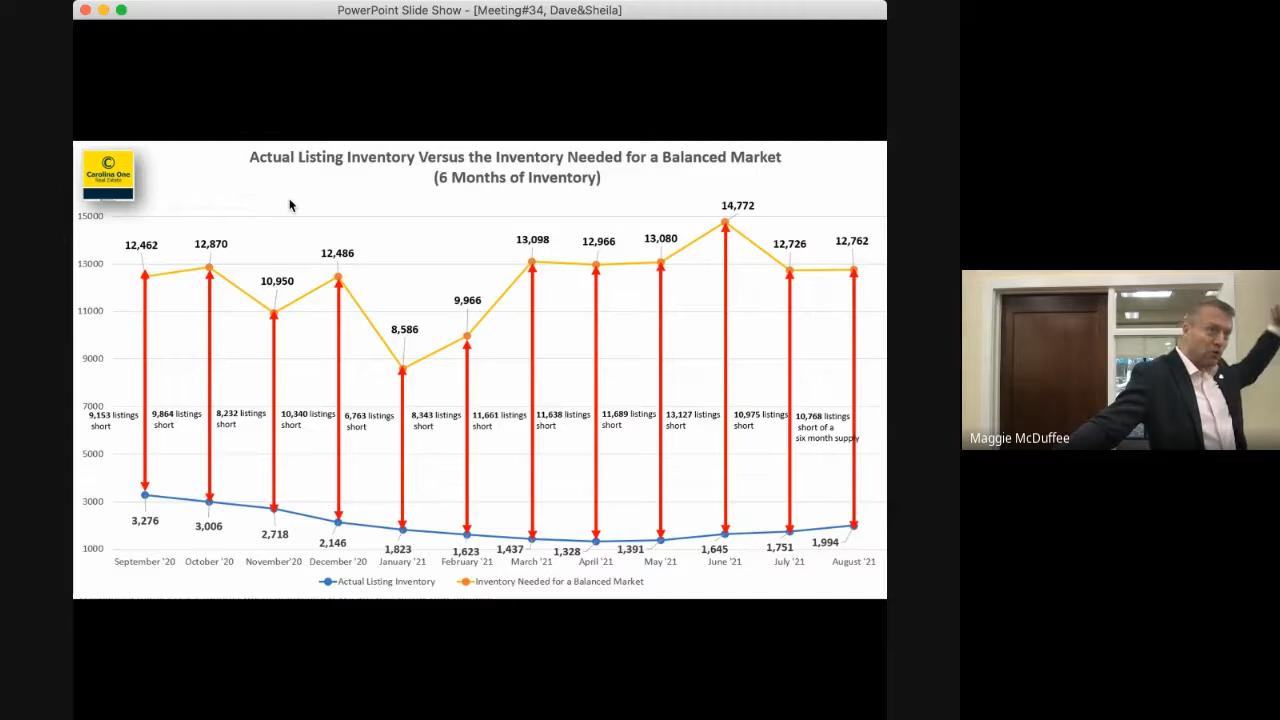 PowerPoint Slide Show - [Meeting#34, Dave&Sheila]
Carolina One
Real Estate
Actual Listing Inventory Versus the Inventory Needed for a Balanced Market
(6 Months of Inventory)
15000
13000
11000
9000
7000
5000
3000
1000
12,462
12,870
10,950
12,486
8,586
9,966
13,098
12,966
13,080
14,772
12,726
12,762
9,153 listings
short
9,864 listings
short
8,232 listings
short
10,340 listings
short
6,763 listings
short
8,343 listings
short
11,661 listings
short
11,638 listings
short
11,689 listings
short
13,127 listings
short
10,975 listings
short
10,768 listings
short of a
six month supply
3,276
3,006
2,718
2,146
1,823
1,623
1,437
1,328
1,391
1,645
1,751
1,994
September '20
October '20
November'20
December '20
January '21
February '21
March '21
April '21
May '21
June '21
July '21
August '21
Actual Listing Inventory
Inventory Needed for a Balanced Market
Maggie McDuffee